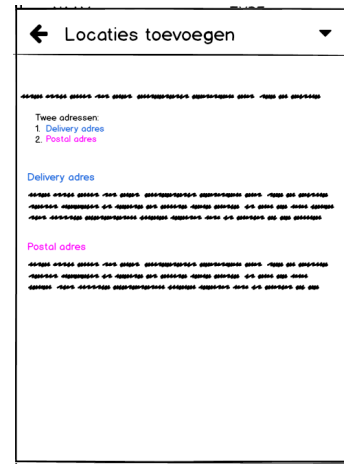 Locaties toevoegen
Twee adressen:
1. Delivery adres
2. Postal adres
Delivery adres
Postal adres